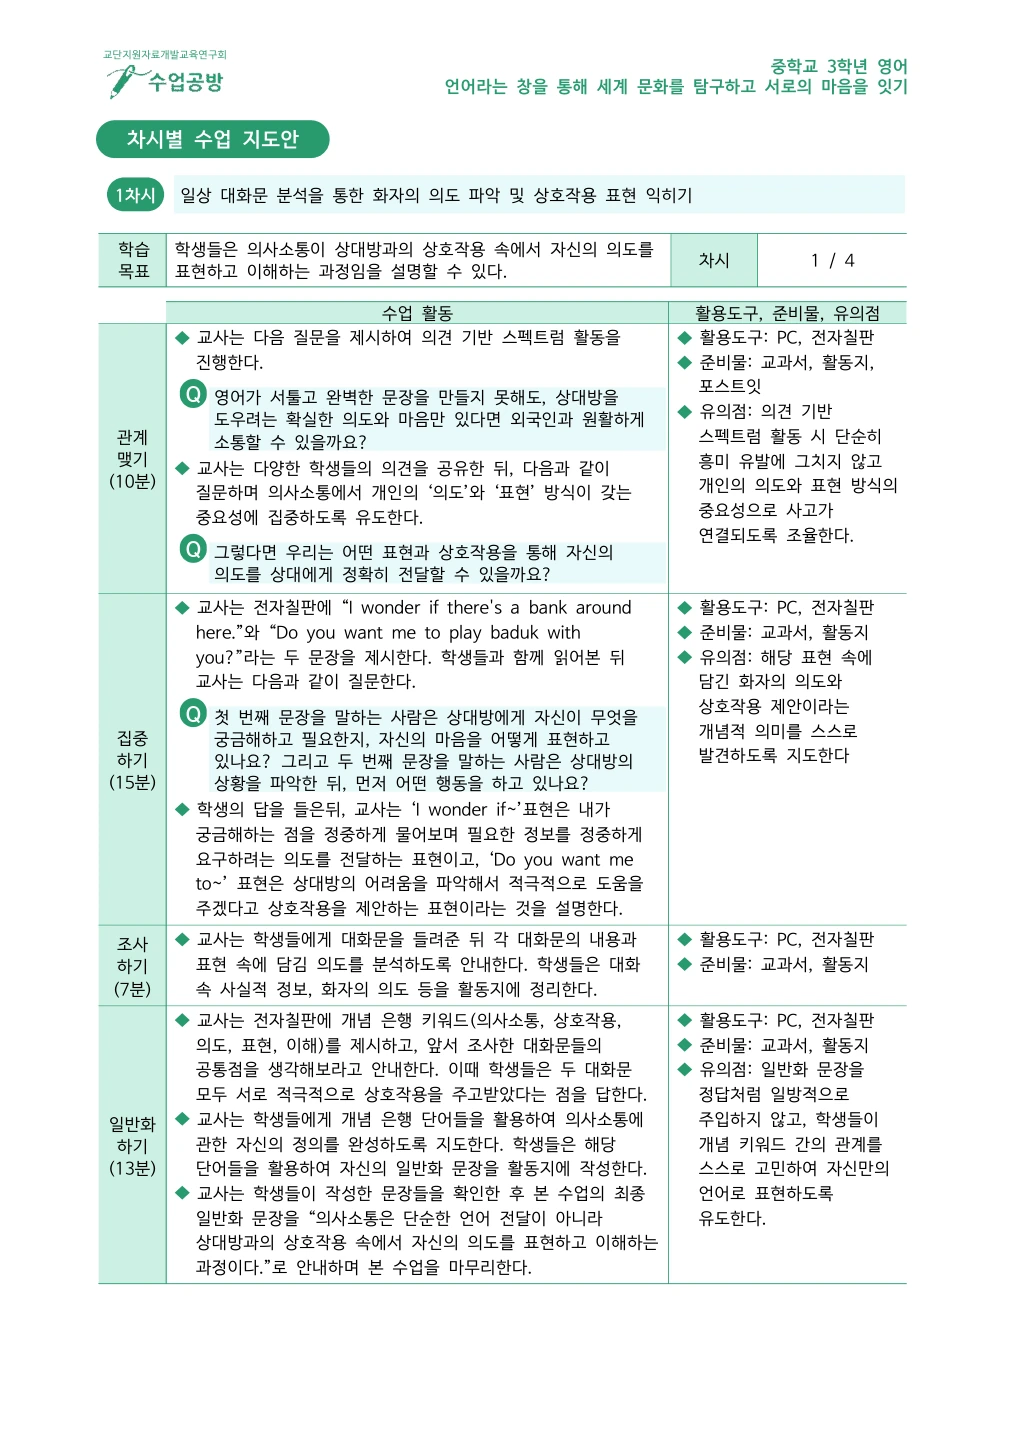 교단지원자료개발교육연구회
수업공방
중학교 3학년 영어
언어라는 창을 통해 세계 문화를 탐구하고 서로의 마음을 잇기
차시별 수업 지도안
1차시
일상 대화문 분석을 통한 화자의 의도 파악 및 상호작용 표현 익히기
학습
목표
학생들은 의사소통이 상대방과의 상호작용 속에서 자신의 의도를
표현하고 이해하는 과정임을 설명할 수 있다.
차시
1 / 4
수업 활동
활용도구, 준비물, 유의점
관계
맺기
(10분)
◆ 교사는 다음 질문을 제시하여 의견 기반 스펙트럼 활동을
진행한다.
Q 영어가 서툴고 완벽한 문장을 만들지 못해도, 상대방을
도우려는 확실한 의도와 마음만 있다면 외국인과 원활하게
소통할 수 있을까요?
◆ 교사는 다양한 학생들의 의견을 공유한 뒤, 다음과 같이
질문하며 의사소통에서 개인의 ‘의도’와 ‘표현’ 방식이 갖는
중요성에 집중하도록 유도한다.
Q 그렇다면 우리는 어떤 표현과 상호작용을 통해 자신의
의도를 상대에게 정확히 전달할 수 있을까요?
◆ 활용도구: PC, 전자칠판
◆ 준비물: 교과서, 활동지,
포스트잇
◆ 유의점: 의견 기반
스펙트럼 활동 시 단순히
흥미 유발에 그치지 않고
개인의 의도와 표현 방식의
중요성으로 사고가
연결되도록 조율한다.
집중
하기
(15분)
◆ 교사는 전자칠판에 “I wonder if there's a bank around
here.”와 “Do you want me to play baduk with
you?”라는 두 문장을 제시한다. 학생들과 함께 읽어본 뒤
교사는 다음과 같이 질문한다.
Q 첫 번째 문장을 말하는 사람은 상대방에게 자신이 무엇을
궁금해하고 필요한지, 자신의 마음을 어떻게 표현하고
있나요? 그리고 두 번째 문장을 말하는 사람은 상대방의
상황을 파악한 뒤, 먼저 어떤 행동을 하고 있나요?
◆ 학생의 답을 들은뒤, 교사는 ‘I wonder if~’표현은 내가
궁금해하는 점을 정중하게 물어보며 필요한 정보를 정중하게
요구하려는 의도를 전달하는 표현이고, ‘Do you want me
to~’ 표현은 상대방의 어려움을 파악해서 적극적으로 도움을
주겠다고 상호작용을 제안하는 표현이라는 것을 설명한다.
◆ 활용도구: PC, 전자칠판
◆ 준비물: 교과서, 활동지
◆ 유의점: 해당 표현 속에
담긴 화자의 의도와
상호작용 제안이라는
개념적 의미를 스스로
발견하도록 지도한다
조사
하기
(7분)
◆ 교사는 학생들에게 대화문을 들려준 뒤 각 대화문의 내용과
표현 속에 담김 의도를 분석하도록 안내한다. 학생들은 대화
속 사실적 정보, 화자의 의도 등을 활동지에 정리한다.
◆ 활용도구: PC, 전자칠판
◆ 준비물: 교과서, 활동지
일반화
하기
(13분)
◆ 교사는 전자칠판에 개념 은행 키워드(의사소통, 상호작용,
의도, 표현, 이해)를 제시하고, 앞서 조사한 대화문들의
공통점을 생각해보라고 안내한다. 이때 학생들은 두 대화문
모두 서로 적극적으로 상호작용을 주고받았다는 점을 답한다.
◆ 교사는 학생들에게 개념 은행 단어들을 활용하여 의사소통에
관한 자신의 정의를 완성하도록 지도한다. 학생들은 해당
단어들을 활용하여 자신의 일반화 문장을 활동지에 작성한다.
◆ 교사는 학생들이 작성한 문장들을 확인한 후 본 수업의 최종
일반화 문장을 “의사소통은 단순한 언어 전달이 아니라
상대방과의 상호작용 속에서 자신의 의도를 표현하고 이해하는
과정이다.”로 안내하며 본 수업을 마무리한다.
◆ 활용도구: PC, 전자칠판
◆ 준비물: 교과서, 활동지
◆ 유의점: 일반화 문장을
정답처럼 일방적으로
주입하지 않고, 학생들이
개념 키워드 간의 관계를
스스로 고민하여 자신만의
언어로 표현하도록
유도한다.